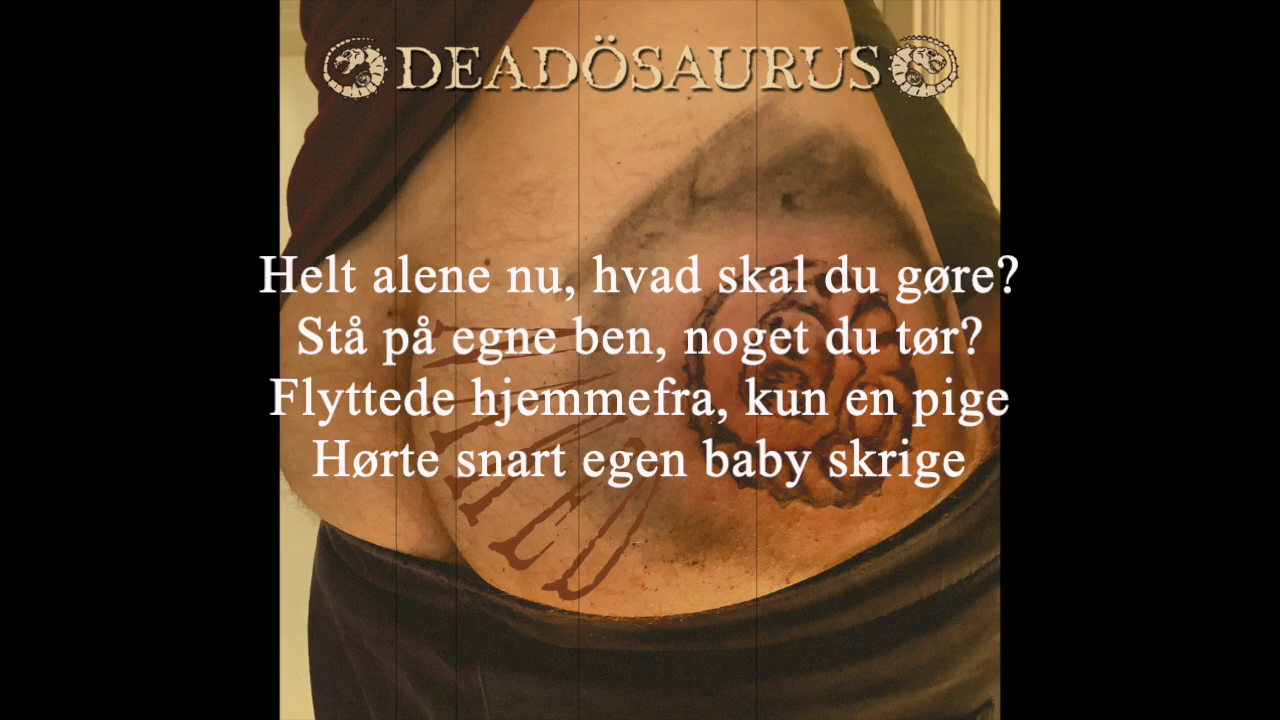 DEADÖSAURUS
Helt alene nu, hvad skal du gøre?
Stå på egne ben, noget du tør?
Flyttede hjemmefra, kun en pige
Hørte snart egen baby skrige